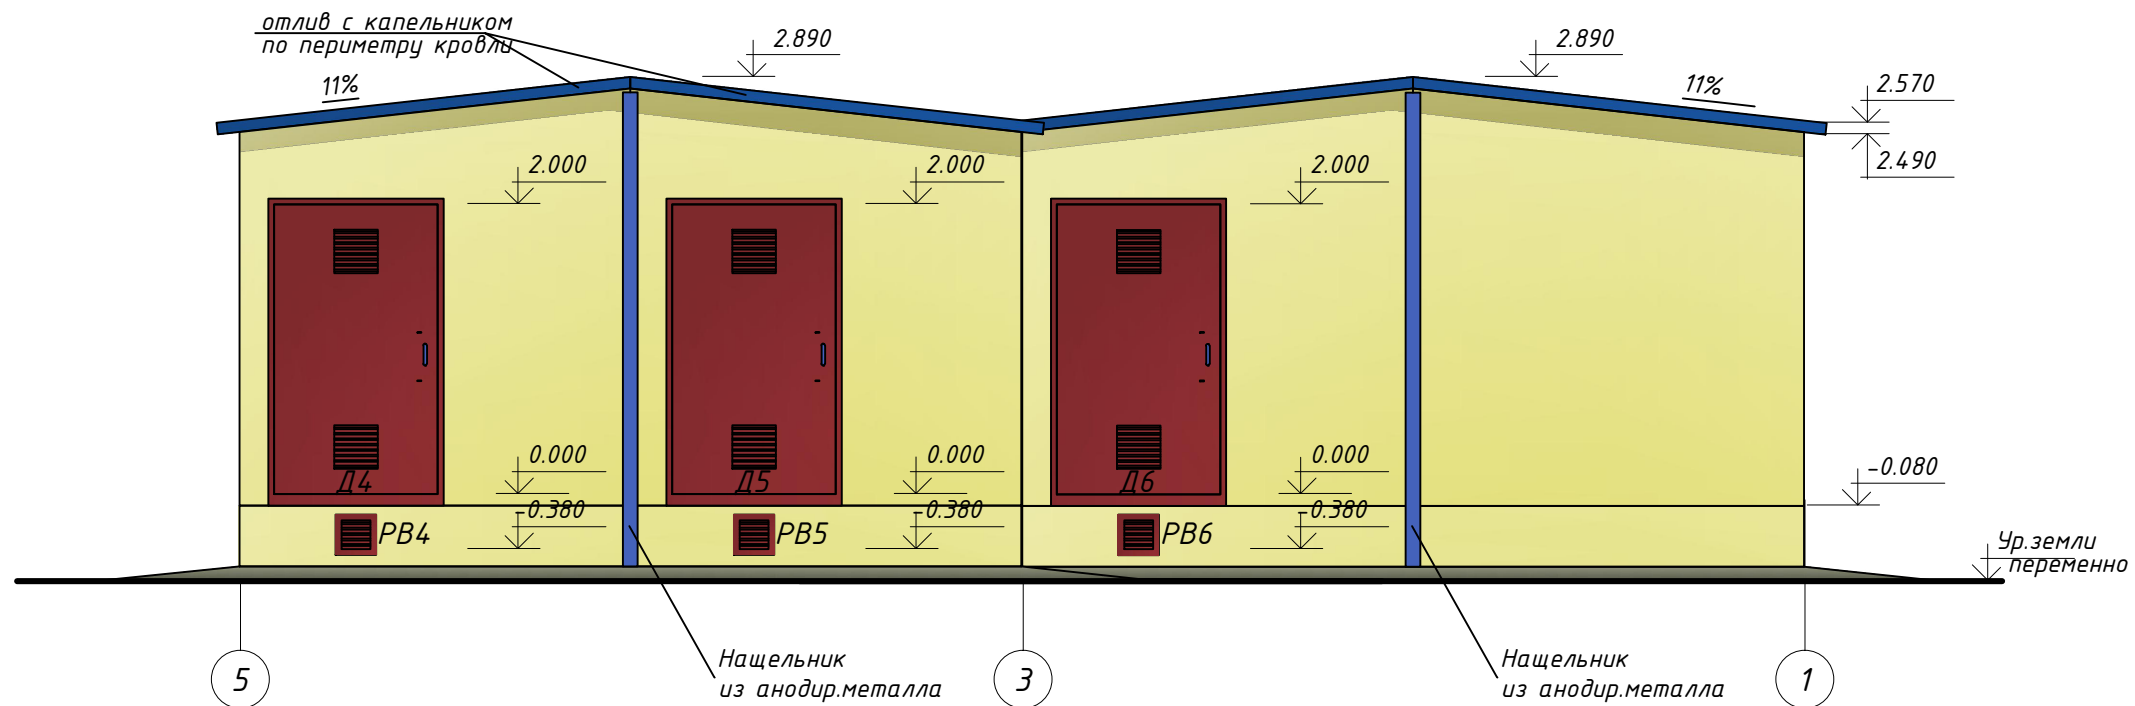 отлив с капельником
по периметру кровли
2.890
2.890
11%
11%
2.570
2.490
2.000
2.000
2.000
0.000
0.000
0.000
-0.080
Д4
Д5
Д6
-0.380
-0.380
-0.380
РВ4
РВ5
РВ6
Ур.земли
переменно
Нащельник
из анодир.металла
Нащельник
из анодир.металла
5
3
1